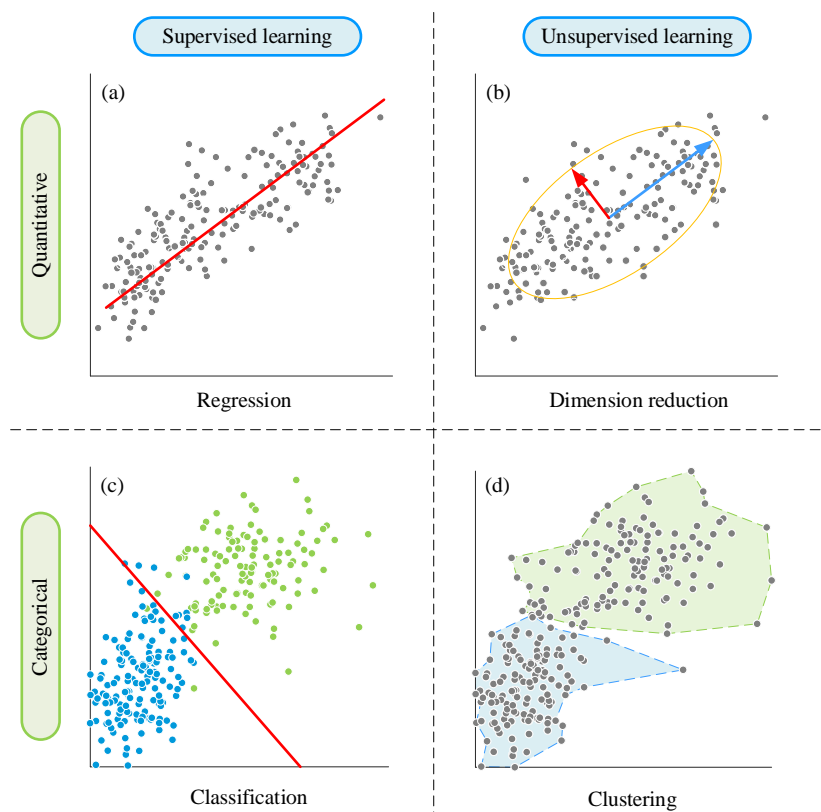 Supervised learning
Unsupervised learning
Quantitative
(a)
(b)
Regression
Dimension reduction
Categorical
(c)
(d)
Classification
Clustering